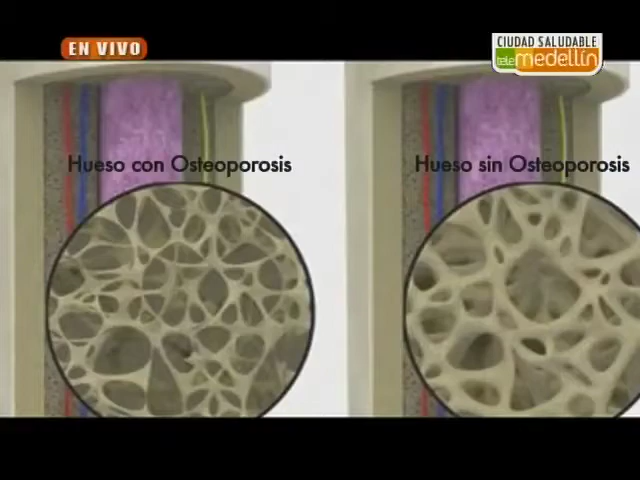 EN VIVO
CIUDAD SALUDABLE
tele medellín
Hueso con Osteoporosis
Hueso sin Osteoporosis